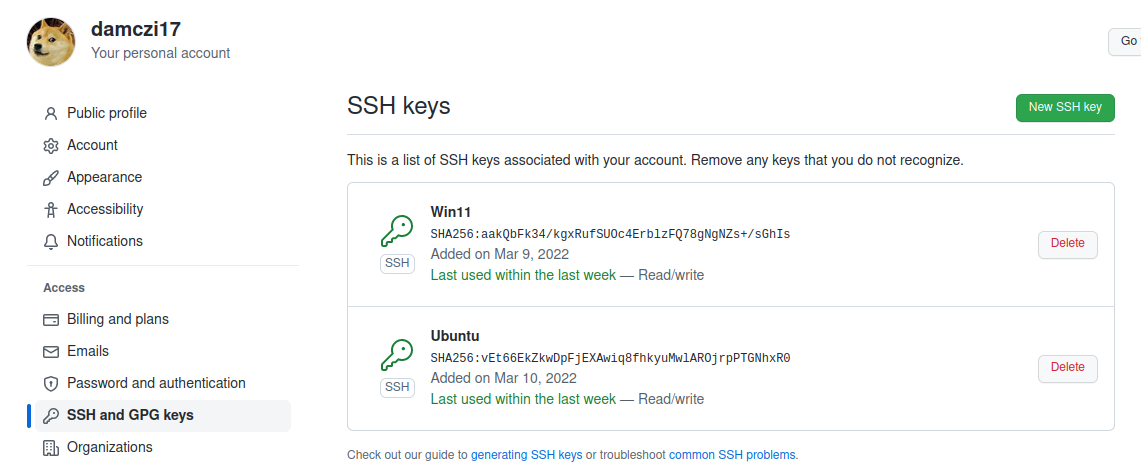 damczi17
Your personal account
Go
Public profile
Account
Appearance
Accessibility
Notifications
Access
Billing and plans
Emails
Password and authentication
SSH and GPG keys
Organizations
SSH keys
New SSH key
This is a list of SSH keys associated with your account. Remove any keys that you do not recognize.
Win11
SHA256:aakQbFk34/kgxRufSUOc4ErblzFQ78gNgNZs+/sGhIs
Added on Mar 9, 2022
Last used within the last week — Read/write
SSH
Delete
Ubuntu
SHA256:vEt66EkZkwDpFjEXAwiq8fhkyuMwlAROjrpPTGNhxR0
Added on Mar 10, 2022
Last used within the last week — Read/write
SSH
Delete
Check out our guide to generating SSH keys or troubleshoot common SSH problems.